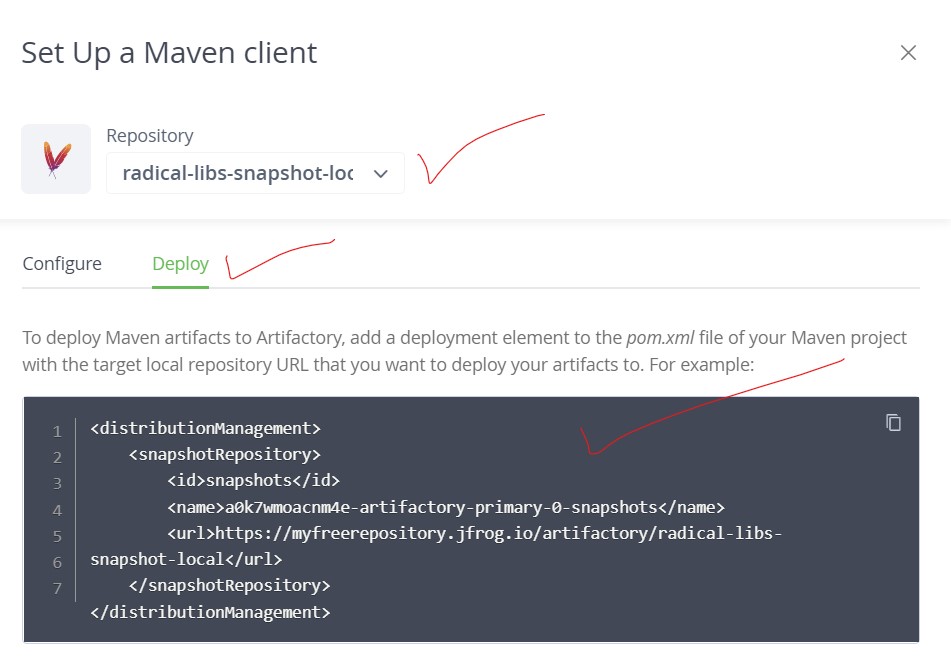 Set Up a Maven client
Repository
radical-libs-snapshot-loc
Configure
Deploy
To deploy Maven artifacts to Artifactory, add a deployment element to the pom.xml file of your Maven project
with the target local repository URL that you want to deploy your artifacts to. For example:
1 <distributionManagement>
2     <snapshotRepository>
3         <id>snapshots</id>
4         <name>a0k7wmoacnm4e-artifactory-primary-0-snapshots</name>
5         <url>https://myfreerepository.jfrog.io/artifactory/radical-libs-
6 snapshot-local</url>
7     </snapshotRepository>
</distributionManagement>